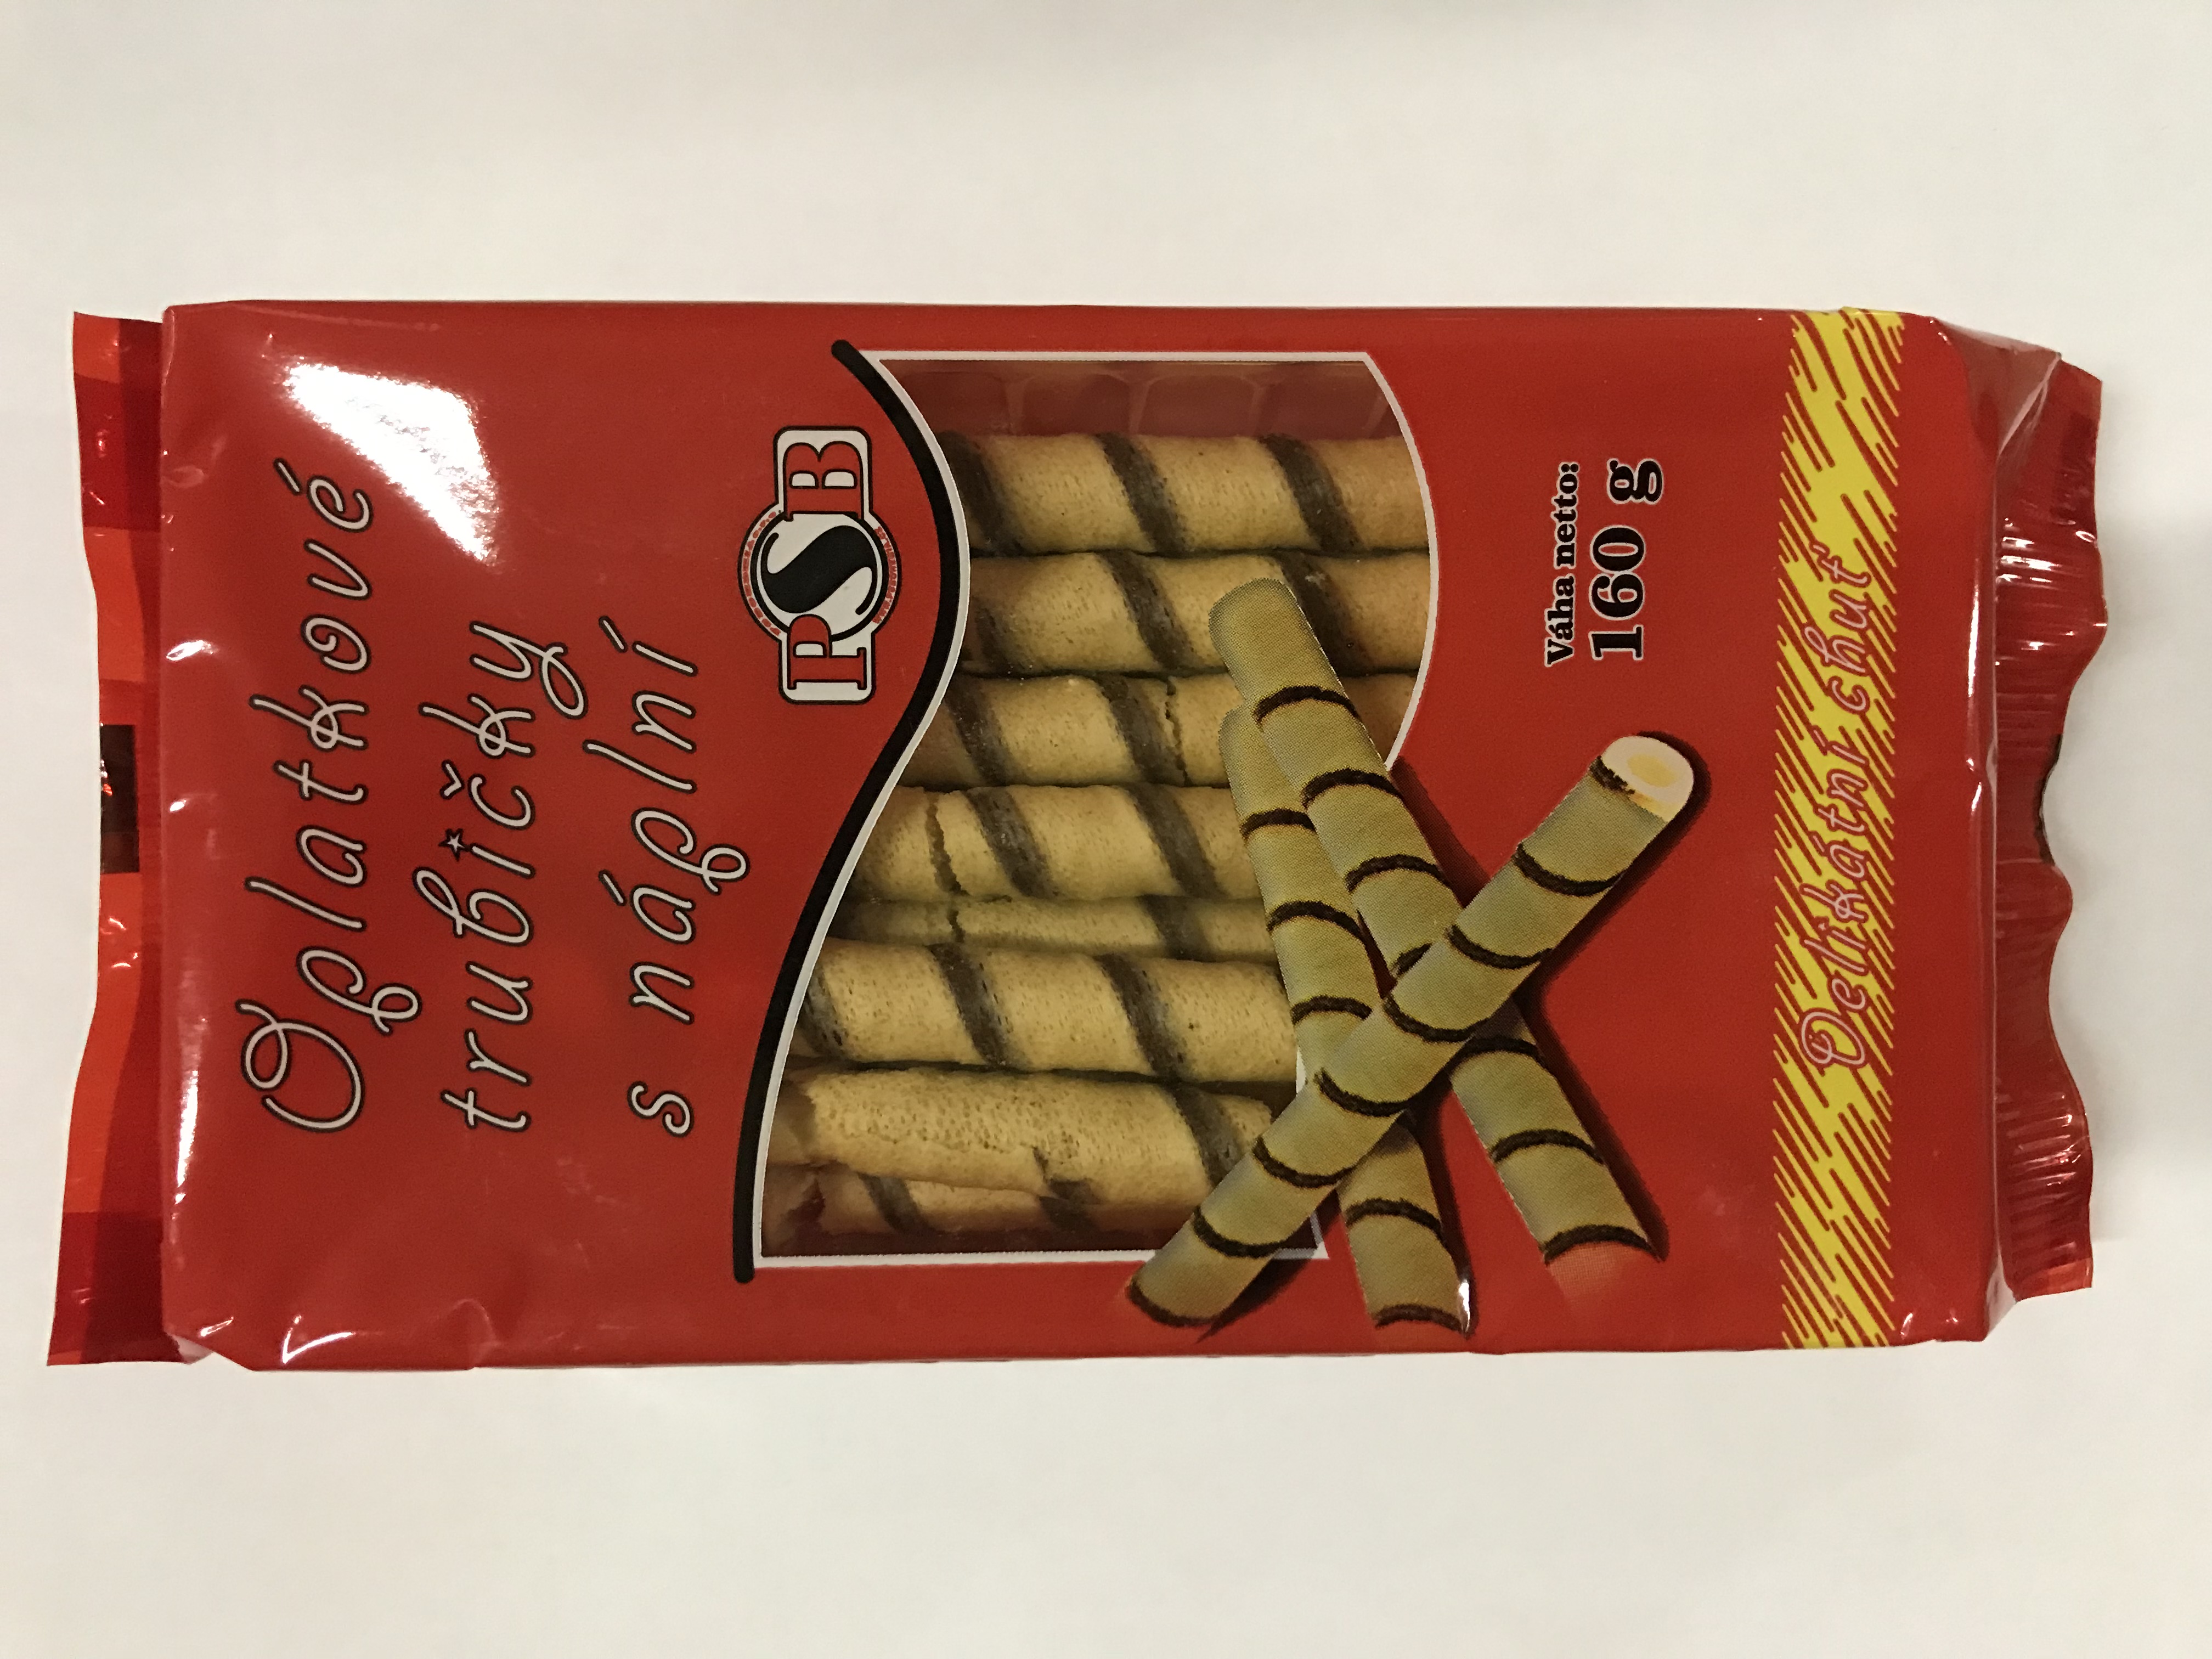 Oplatkové
trubičky
s náplní
PSB
Váha netto:
160 g
Delikátní chuť